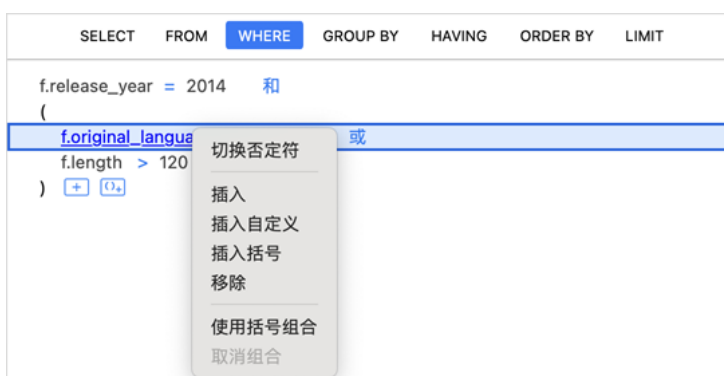 SELECT FROM WHERE GROUP BY HAVING ORDER BY LIMIT
f.release_year = 2014 和
(
f.original_langua 或
f.length > 120
)
切换否定符
插入
插入自定义
插入括号
移除
使用括号组合
取消组合